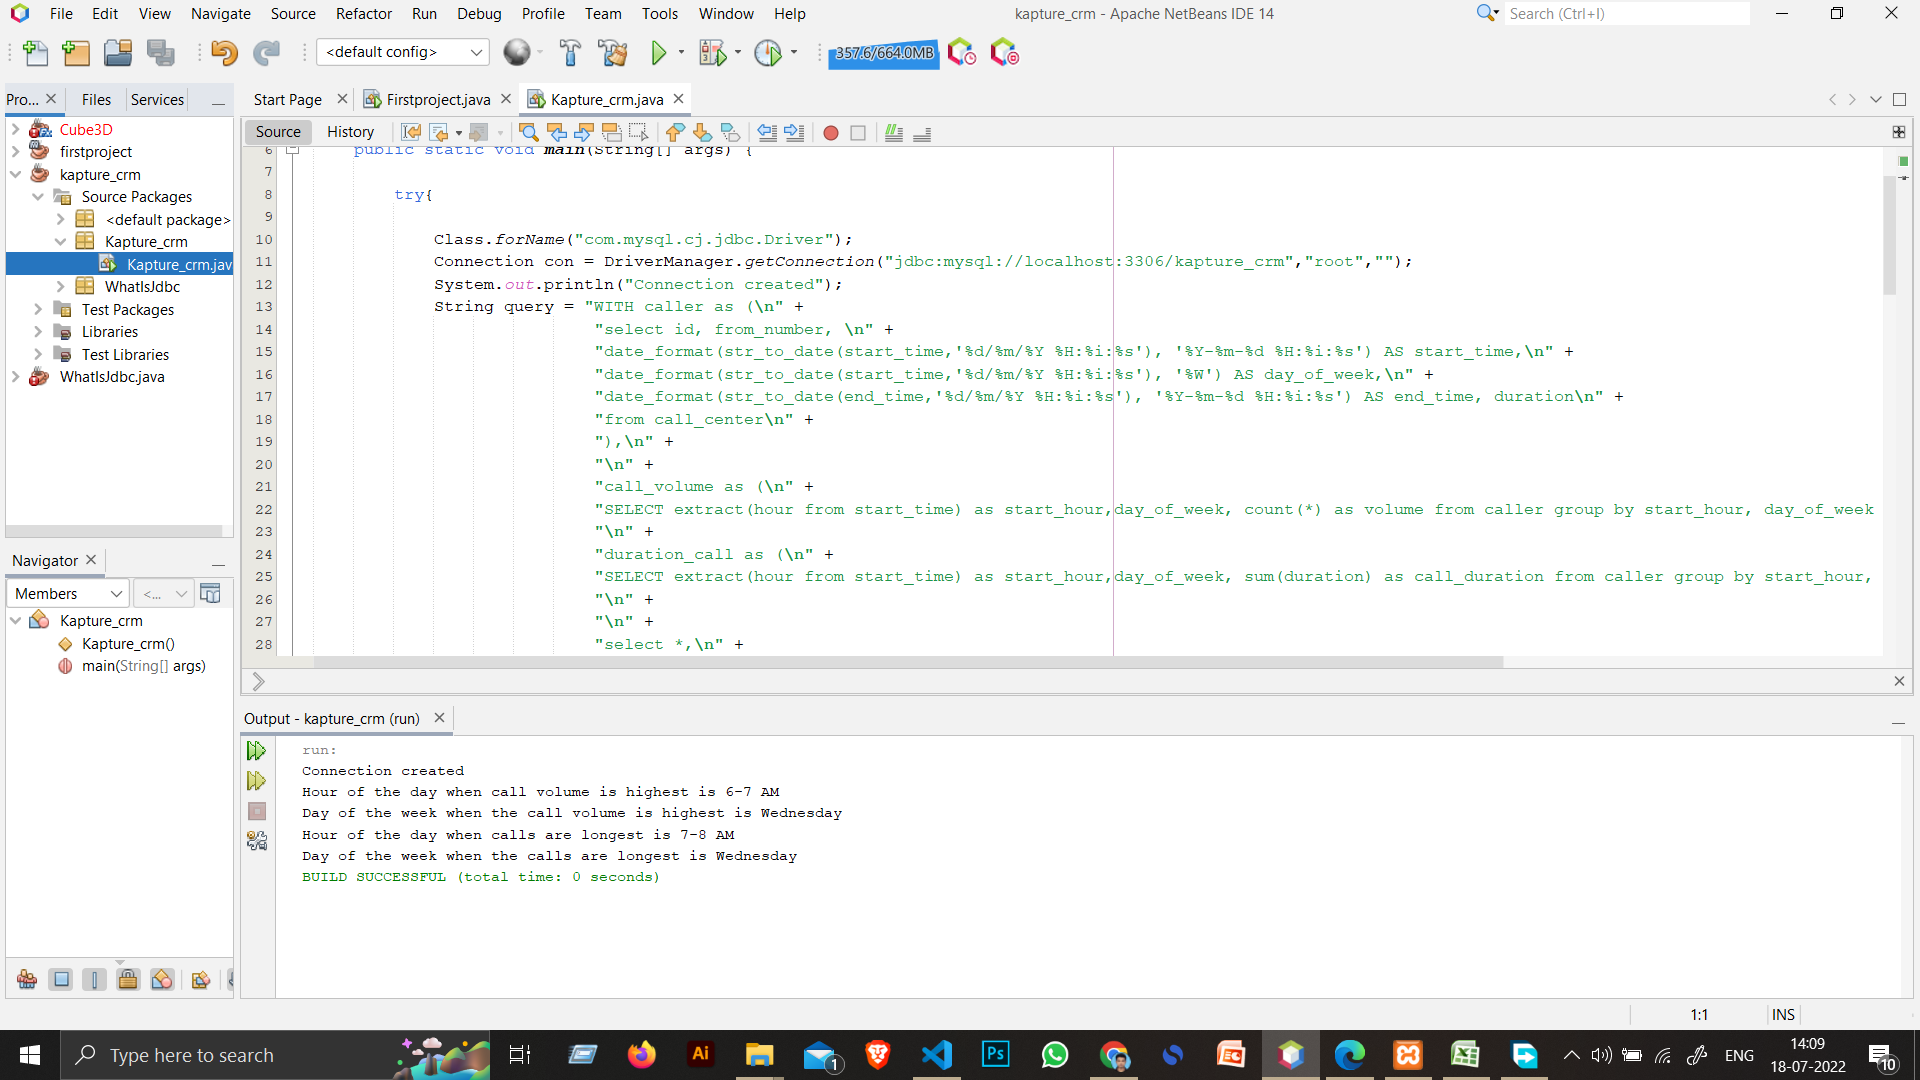 File Edit View Navigate Source Refactor Run Debug Profile Team Tools Window Help
kapture_crm - Apache NetBeans IDE 14
Search (Ctrl+I)
<default config>
357.6/664.0MB
Pro...
Files
Services
Start Page
Firstproject.java
Kapture_crm.java
Cube3D
firstproject
kapture_crm
Source Packages
<default package>
Kapture_crm
Kapture_crm.jav
WhatIsJdbc
Test Packages
Libraries
Test Libraries
WhatIsJdbc.java
Source
History
6 public static void main(String[] args) {
7
8 try{
9
10 Class.forName("com.mysql.cj.jdbc.Driver");
11 Connection con = DriverManager.getConnection("jdbc:mysql://localhost:3306/kapture_crm","root","");
12 System.out.println("Connection created");
13 String query = "WITH caller as (\n" +
14 "select id, from_number, \n" +
15 "date_format(str_to_date(start_time,'%d/%m/%Y %H:%i:%s'), '%Y-%m-%d %H:%i:%s') AS start_time,\n" +
16 "date_format(str_to_date(start_time,'%d/%m/%Y %H:%i:%s'), '%W') AS day_of_week,\n" +
17 "date_format(str_to_date(end_time,'%d/%m/%Y %H:%i:%s'), '%Y-%m-%d %H:%i:%s') AS end_time, duration\n" +
18 "from call_center\n" +
19 "),\n" +
20 "\n" +
21 "call_volume as (\n" +
22 "SELECT extract(hour from start_time) as start_hour,day_of_week, count(*) as volume from caller group by start_hour, day_of_week
23 "\n" +
24 "duration_call as (\n" +
25 "SELECT extract(hour from start_time) as start_hour,day_of_week, sum(duration) as call_duration from caller group by start_hour,
26 "\n" +
27 "\n" +
28 "select *,\n" +
Navigator
Members
<...
Kapture_crm
Kapture_crm()
main(String[] args)
Output - kapture_crm (run)
run:
Connection created
Hour of the day when call volume is highest is 6-7 AM
Day of the week when the call volume is highest is Wednesday
Hour of the day when calls are longest is 7-8 AM
Day of the week when the calls are longest is Wednesday
BUILD SUCCESSFUL (total time: 0 seconds)
1:1
INS
Type here to search
Ai
1
Ps
ENG
14:09
18-07-2022
10